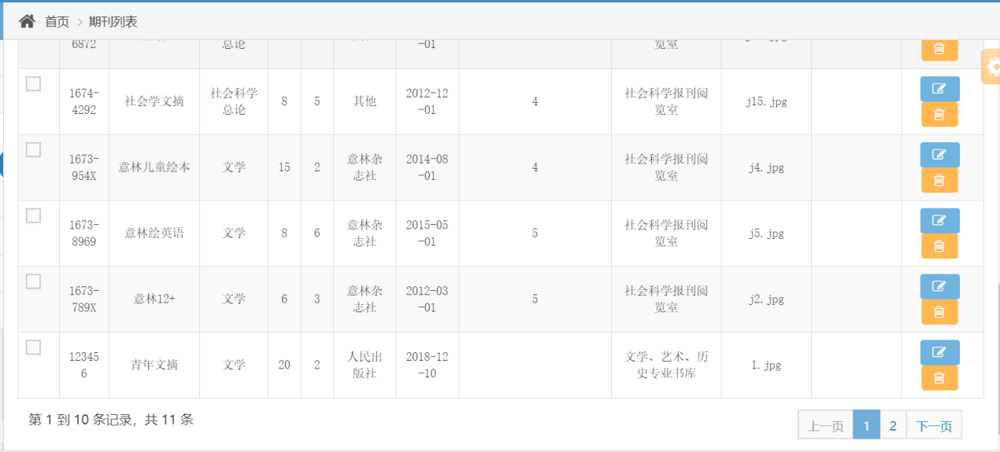 首页 > 期刊列表
6872 总论 -01 览室
1674- 社会科学 2012-12 社会科学报刊阅
社会学文摘 8 5 其他 4 j15. jpg
4292 总论 -01 览室
1673- 意林杂 2014-08 社会科学报刊阅
意林儿童绘本 文学 15 2 4 j4. jpg
954X 志社 -01 览室
1673- 意林杂 2015-05 社会科学报刊阅
意林绘英语 文学 8 6 5 j5. jpg
8969 志社 -01 览室
1673- 意林杂 2012-03 社会科学报刊阅
意林12+ 文学 6 3 5 j2. jpg
789X 志社 -01 览室
12345 人民出 2018-12 文学、艺术、历
青年文摘 文学 20 2 1. jpg
6 版社 -10 史专业书库
第 1 到 10 条记录，共 11 条 上一页 1 2 下一页